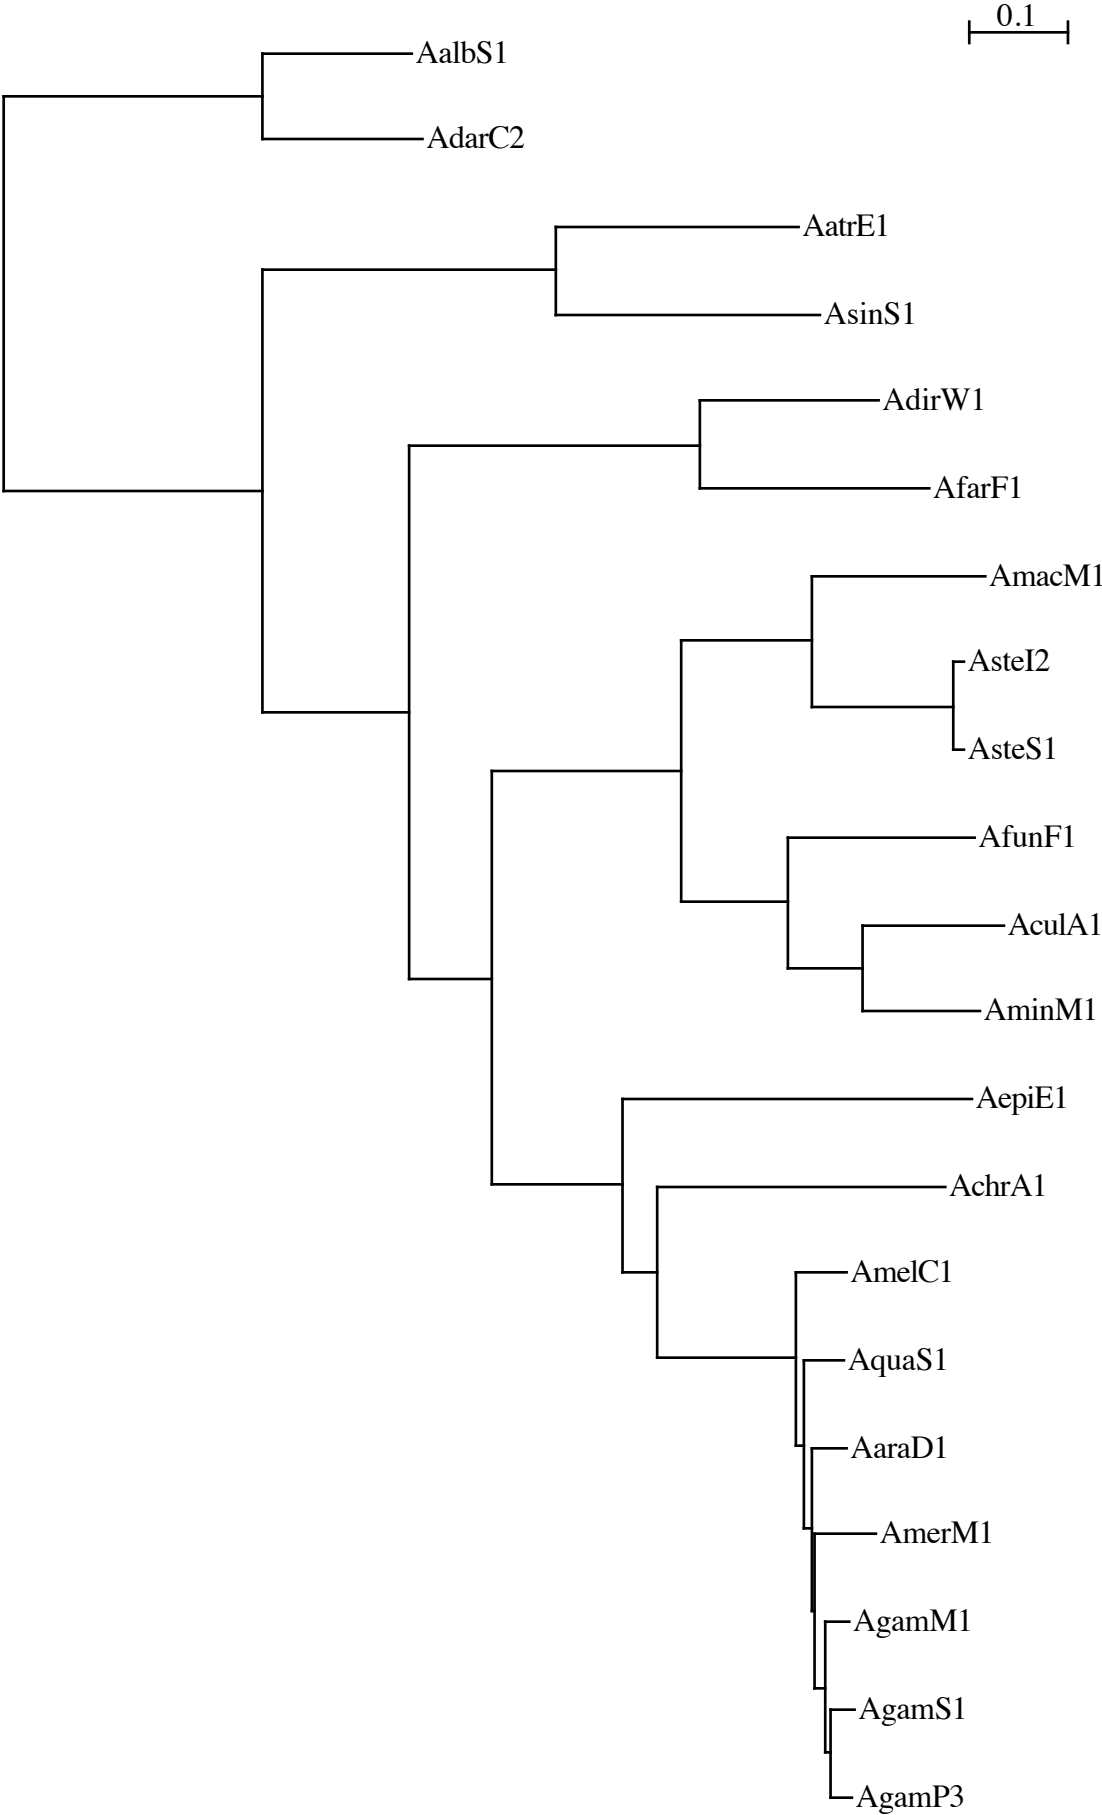 0.1
AalbS1
AdarC2
AatrE1
AsinS1
AdirW1
AfarF1
AmacM1
AsteI2
AsteS1
AfunF1
AculA1
AminM1
AepiE1
AchrA1
AmelC1
AquaS1
AaraD1
AmerM1
AgamM1
AgamS1
AgamP3